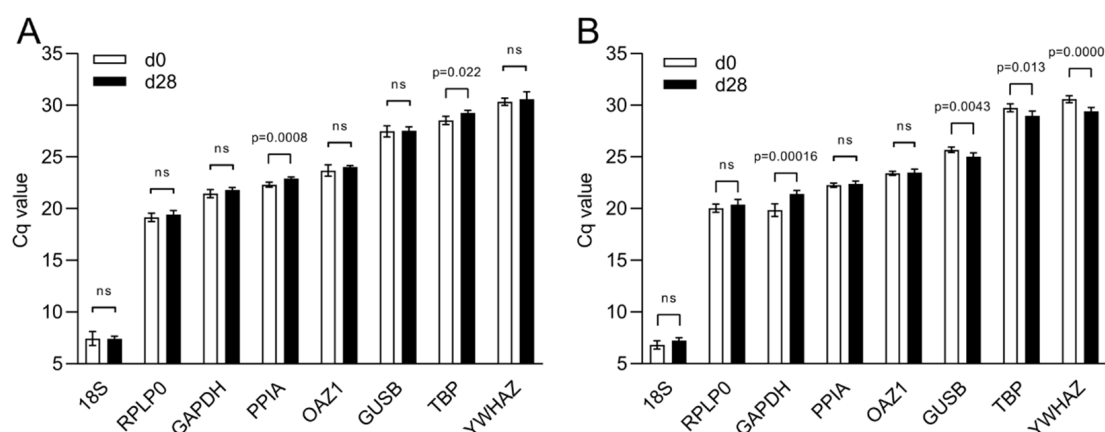 A
B
Cq value
35
30
25
20
15
10
5
d0
d28
ns
ns
ns
p=0.0008
ns
ns
p=0.022
ns
18S
RPLP0
GAPDH
PPIA
OAZ1
GUSB
TBP
YWHAZ
Cq value
35
30
25
20
15
10
5
d0
d28
ns
ns
p=0.00016
ns
ns
p=0.0043
p=0.013
p=0.0000
18S
RPLP0
GAPDH
PPIA
OAZ1
GUSB
TBP
YWHAZ